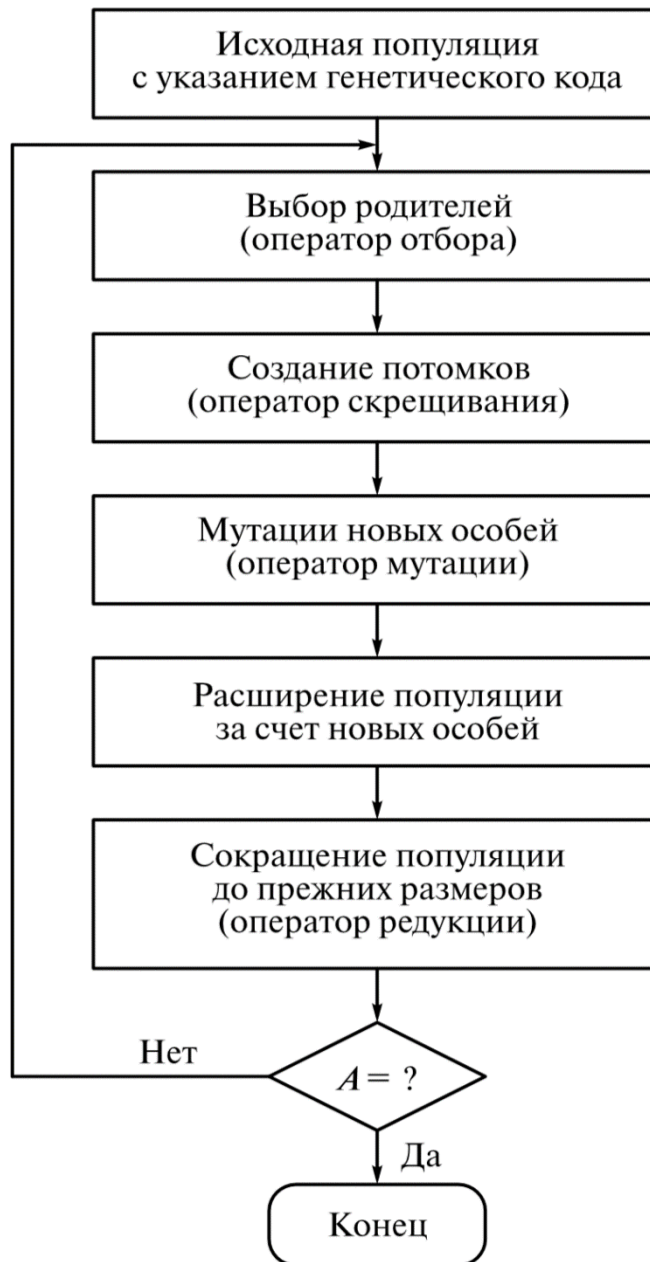 Исходная популяция
с указанием генетического кода
Выбор родителей
(оператор отбора)
Создание потомков
(оператор скрещивания)
Мутации новых особей
(оператор мутации)
Расширение популяции
за счет новых особей
Сокращение популяции
до прежних размеров
(оператор редукции)
Нет
A = ?
Да
Конец